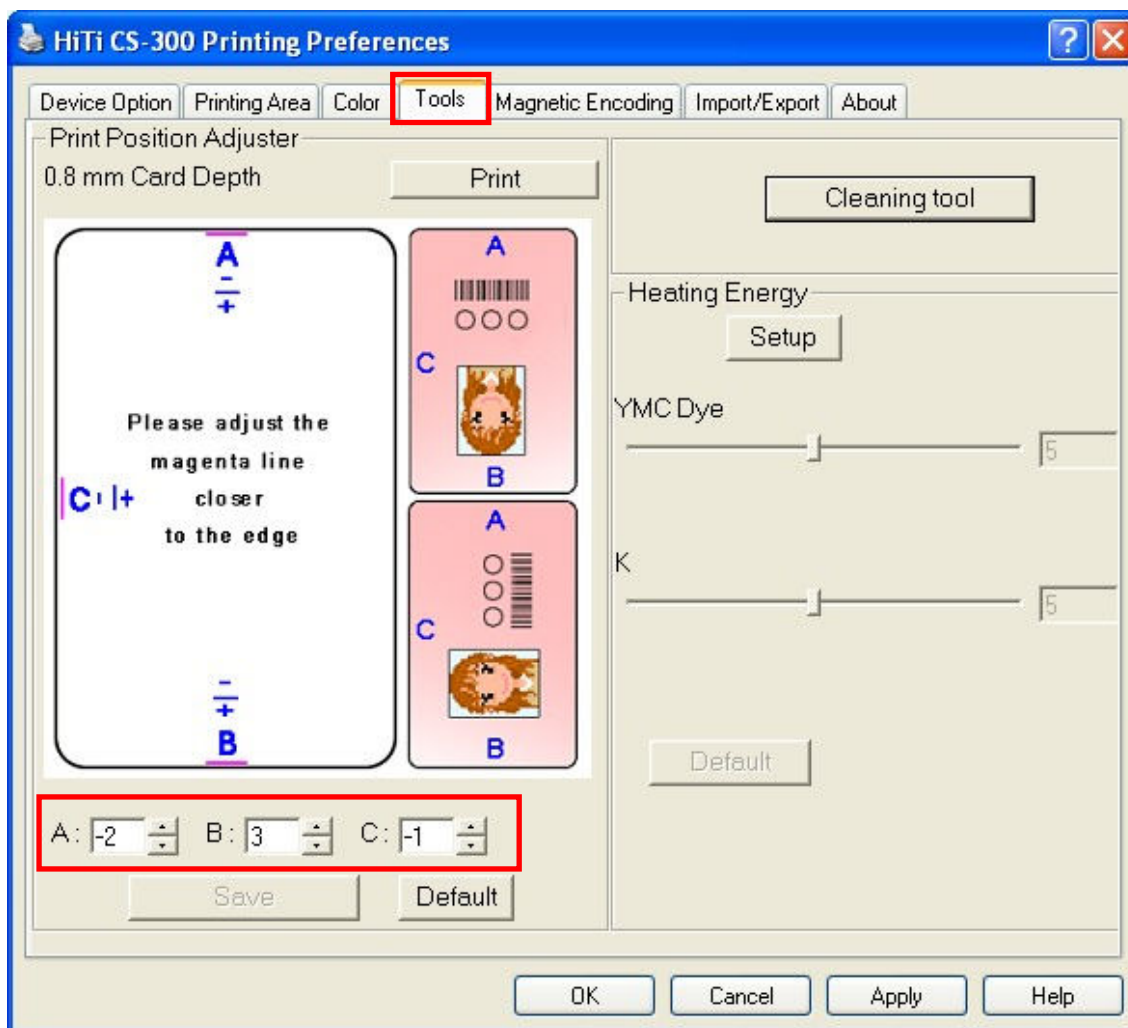 HiTi CS-300 Printing Preferences
Device Option Printing Area Color Tools Magnetic Encoding Import/Export About
Print Position Adjuster
0.8 mm Card Depth
Print
A
-
+
Please adjust the
magenta line
closer
to the edge
C - +
-
+
B
A
C
B
A
C
B
A: -2 B: 3 C: -1
Save Default
Cleaning tool
Heating Energy
Setup
YMC Dye
5
K
5
Default
OK Cancel Apply Help